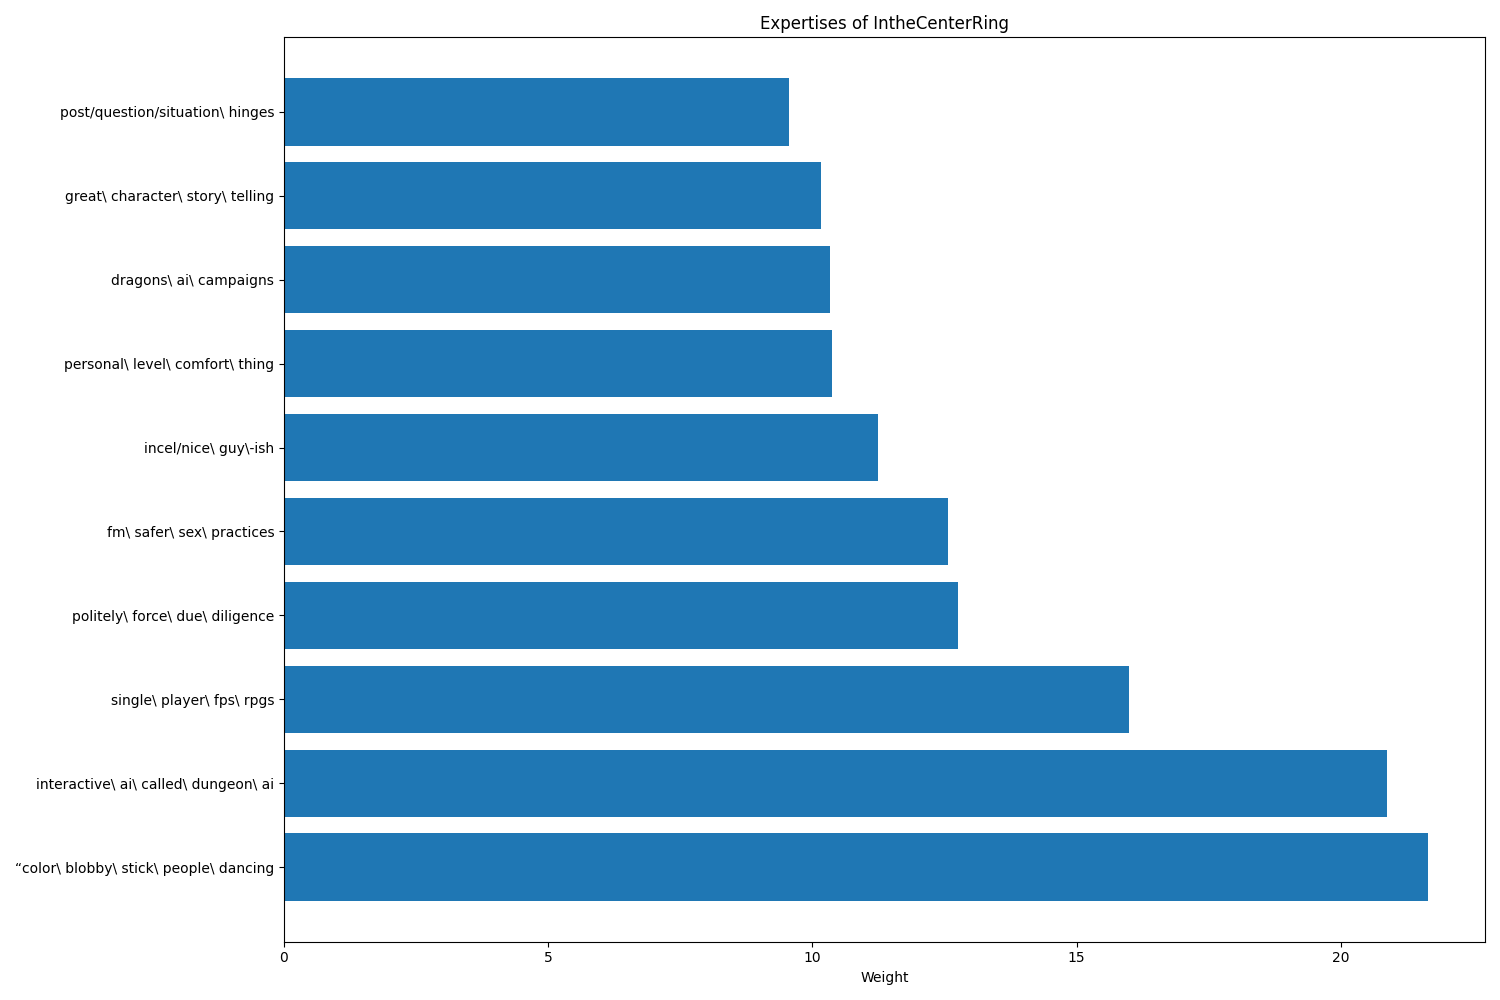 Expertises of IntheCenterRing
post/question/situation\ hinges
great\ character\ story\ telling
dragons\ ai\ campaigns
personal\ level\ comfort\ thing
incel/nice\ guy\-ish
fm\ safer\ sex\ practices
politely\ force\ due\ diligence
single\ player\ fps\ rpgs
interactive\ ai\ called\ dungeon\ ai
“color\ blobby\ stick\ people\ dancing
0 5 10 15 20
Weight